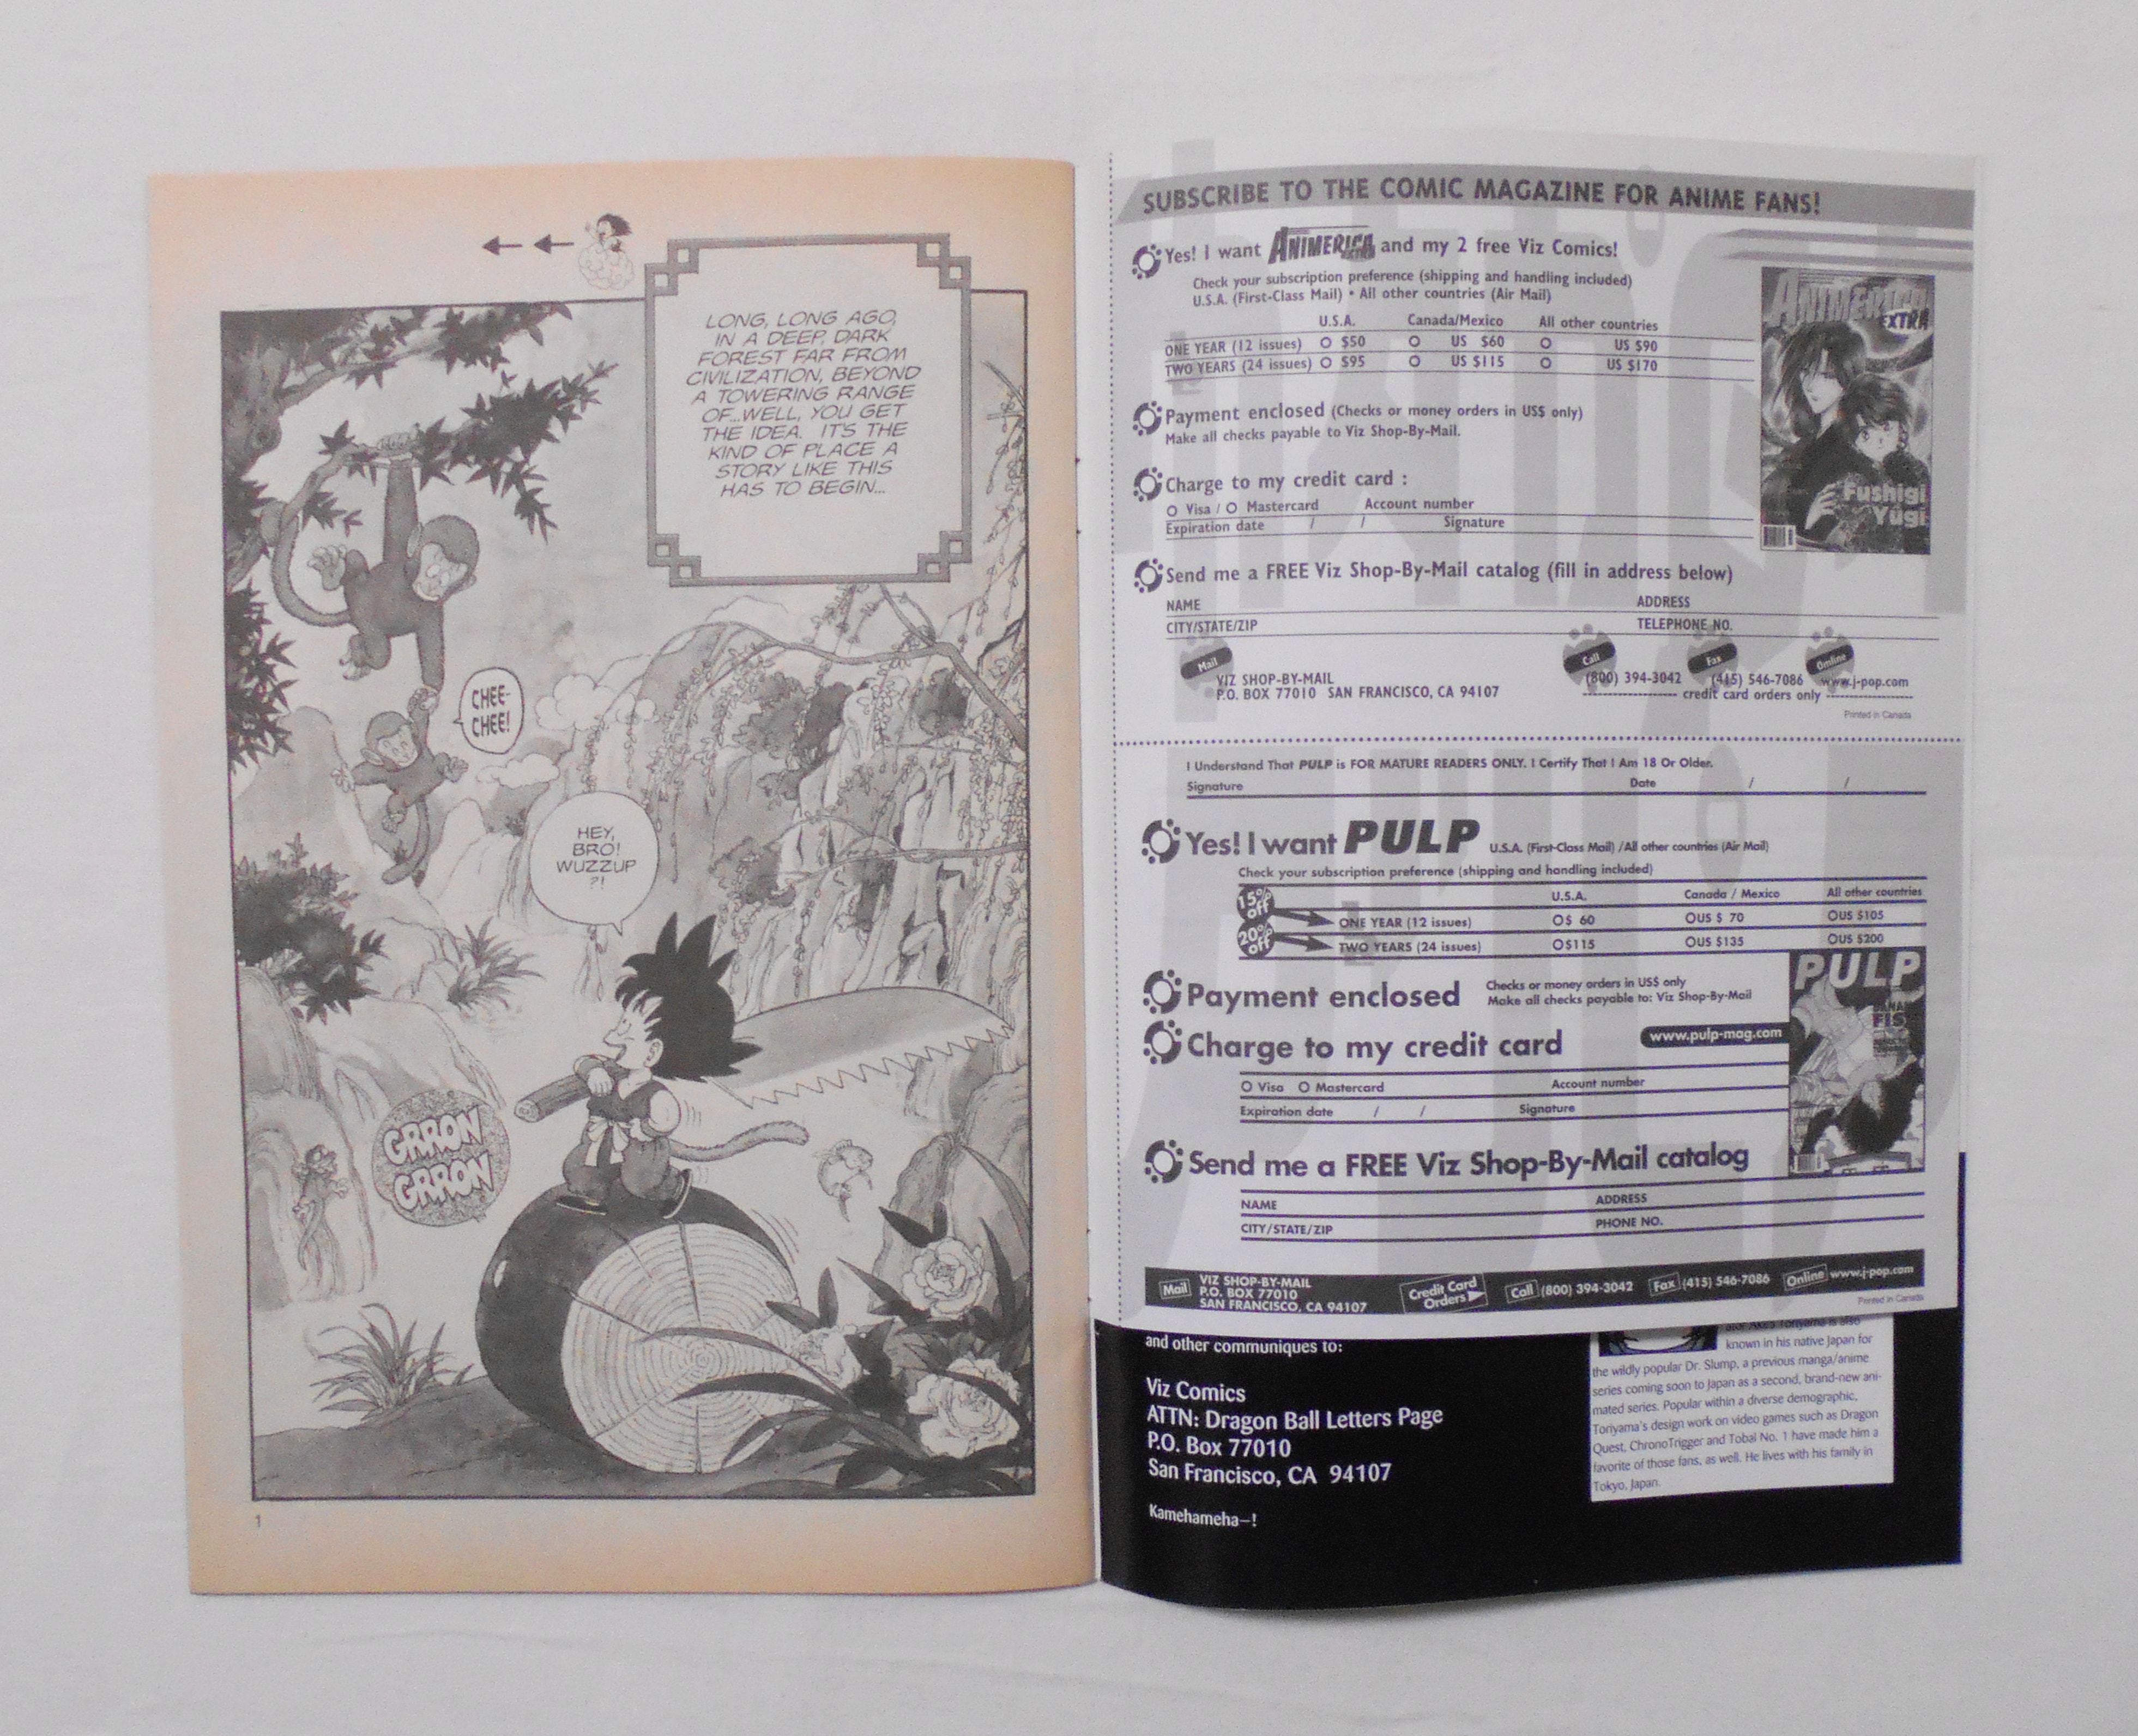 LONG, LONG AGO,
IN A DEEP, DARK
FOREST FAR FROM
CIVILIZATION, BEYOND
A TOWERING RANGE
OF...WELL, YOU GET
THE IDEA. IT'S THE
KIND OF PLACE A
STORY LIKE THIS
HAS TO BEGIN...
CHEE-
CHEE!
HEY,
BRO!
WUZZUP
?!
GRRON
GRRON
1
SUBSCRIBE TO THE COMIC MAGAZINE FOR ANIME FANS!
Yes! I want ANIMERICA EXTRA and my 2 free Viz Comics!
Check your subscription preference (shipping and handling included)
U.S.A. (First-Class Mail) • All other countries (Air Mail)
U.S.A. Canada/Mexico All other countries
ONE YEAR (12 issues) O $50 O US $60 O US $90
TWO YEARS (24 issues) O $95 O US $115 O US $170
ANIMERICA
EXTRA
Fushigi
Yûgi
Payment enclosed (Checks or money orders in US$ only)
Make all checks payable to Viz Shop-By-Mail.
Charge to my credit card :
O Visa / O Mastercard Account number
Expiration date / / Signature
Send me a FREE Viz Shop-By-Mail catalog (fill in address below)
NAME ADDRESS
CITY/STATE/ZIP TELEPHONE NO.
Mail Call Fax Online
VIZ SHOP-BY-MAIL (800) 394-3042 (415) 546-7086 www.j-pop.com
P.O. BOX 77010 SAN FRANCISCO, CA 94107 credit card orders only
Printed in Canada
I Understand That PULP is FOR MATURE READERS ONLY. I Certify That I Am 18 Or Older.
Signature Date / /
Yes! I want PULP U.S.A. (First-Class Mail) /All other countries (Air Mail)
Check your subscription preference (shipping and handling included)
U.S.A. Canada / Mexico All other countries
15% off ONE YEAR (12 issues) O$ 60 OUS $ 70 OUS $105
20% off TWO YEARS (24 issues) O$115 OUS $135 OUS $200
PULP
Payment enclosed Checks or money orders in US$ only
Make all checks payable to: Viz Shop-By-Mail
Charge to my credit card www.pulp-mag.com
O Visa O Mastercard Account number
Expiration date / / Signature
Send me a FREE Viz Shop-By-Mail catalog
NAME ADDRESS
CITY/STATE/ZIP PHONE NO.
Mail VIZ SHOP-BY-MAIL
P.O. BOX 77010
SAN FRANCISCO, CA 94107
Credit Card
Orders
Call (800) 394-3042 Fax (415) 546-7086 Online www.j-pop.com
Printed in Canada
and other communiques to:
Viz Comics
ATTN: Dragon Ball Letters Page
P.O. Box 77010
San Francisco, CA 94107
Kamehameha—!
Toriyama is also
known in his native Japan for
the wildly popular Dr. Slump, a previous manga/anime
series coming soon to Japan as a second, brand-new ani-
mated series. Popular within a diverse demographic,
Toriyama's design work on video games such as Dragon
Quest, ChronoTrigger and Tobal No. 1 have made him a
favorite of those fans, as well. He lives with his family in
Tokyo, Japan.